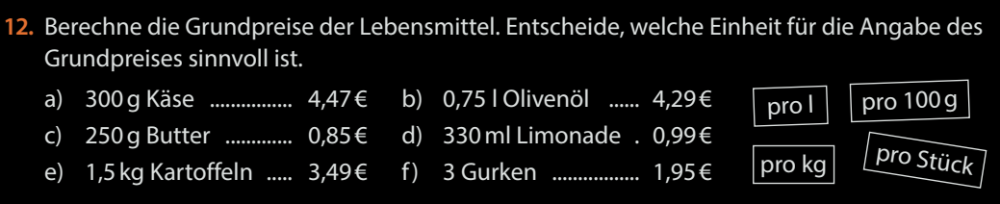 12. Berechne die Grundpreise der Lebensmittel. Entscheide, welche Einheit für die Angabe des
Grundpreises sinnvoll ist.
a) 300 g Käse ................ 4,47 € b) 0,75 l Olivenöl ...... 4,29 € pro l pro 100 g
c) 250 g Butter ............. 0,85 € d) 330 ml Limonade . 0,99 €
e) 1,5 kg Kartoffeln ..... 3,49 € f) 3 Gurken ................. 1,95 € pro kg pro Stück